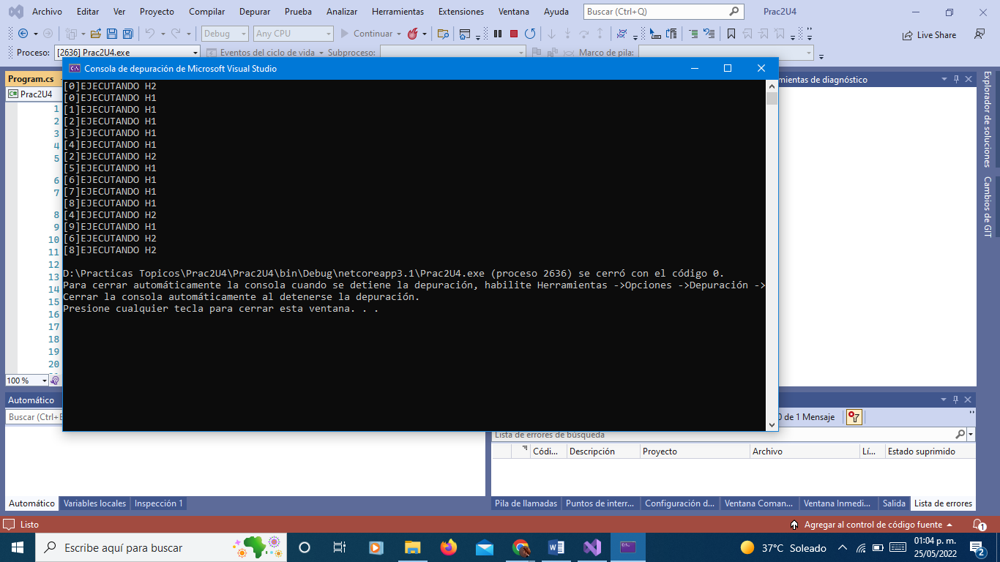 Archivo Editar Ver Proyecto Compilar Depurar Prueba Analizar Herramientas Extensiones Ventana Ayuda Buscar (Ctrl+Q) Prac2U4
Debug Any CPU Continuar Live Share
Proceso: [2636] Prac2U4.exe Eventos del ciclo de vida Subproceso: Marco de pila:
Consola de depuración de Microsoft Visual Studio
Program.cs
mientas de diagnóstico
Prac2U4
[0]EJECUTANDO H2
[0]EJECUTANDO H1
[1]EJECUTANDO H1
[2]EJECUTANDO H1
[3]EJECUTANDO H1
[4]EJECUTANDO H1
[2]EJECUTANDO H2
[5]EJECUTANDO H1
[6]EJECUTANDO H1
[7]EJECUTANDO H1
[8]EJECUTANDO H1
[4]EJECUTANDO H2
[9]EJECUTANDO H1
[6]EJECUTANDO H2
[8]EJECUTANDO H2
D:\Practicas Topicos\Prac2U4\Prac2U4\bin\Debug\netcoreapp3.1\Prac2U4.exe (proceso 2636) se cerró con el código 0.
Para cerrar automáticamente la consola cuando se detiene la depuración, habilite Herramientas ->Opciones ->Depuración ->
Cerrar la consola automáticamente al detenerse la depuración.
Presione cualquier tecla para cerrar esta ventana. . .
1
2
3
4
5
6
7
8
9
10
11
12
13
14
15
16
17
18
19
20
100 %
Explorador de soluciones
Cambios de GIT
Automático
Buscar (Ctrl+E
0 de 1 Mensaje
Lista de errores de búsqueda
Códi... Descripción Proyecto Archivo Lí... Estado suprimido
Automático Variables locales Inspección 1
Pila de llamadas Puntos de interr... Configuración d... Ventana Coman... Ventana Inmedi... Salida Lista de errores
Listo
Agregar al control de código fuente
1
Escribe aquí para buscar
37°C Soleado
01:04 p. m.
25/05/2022
2